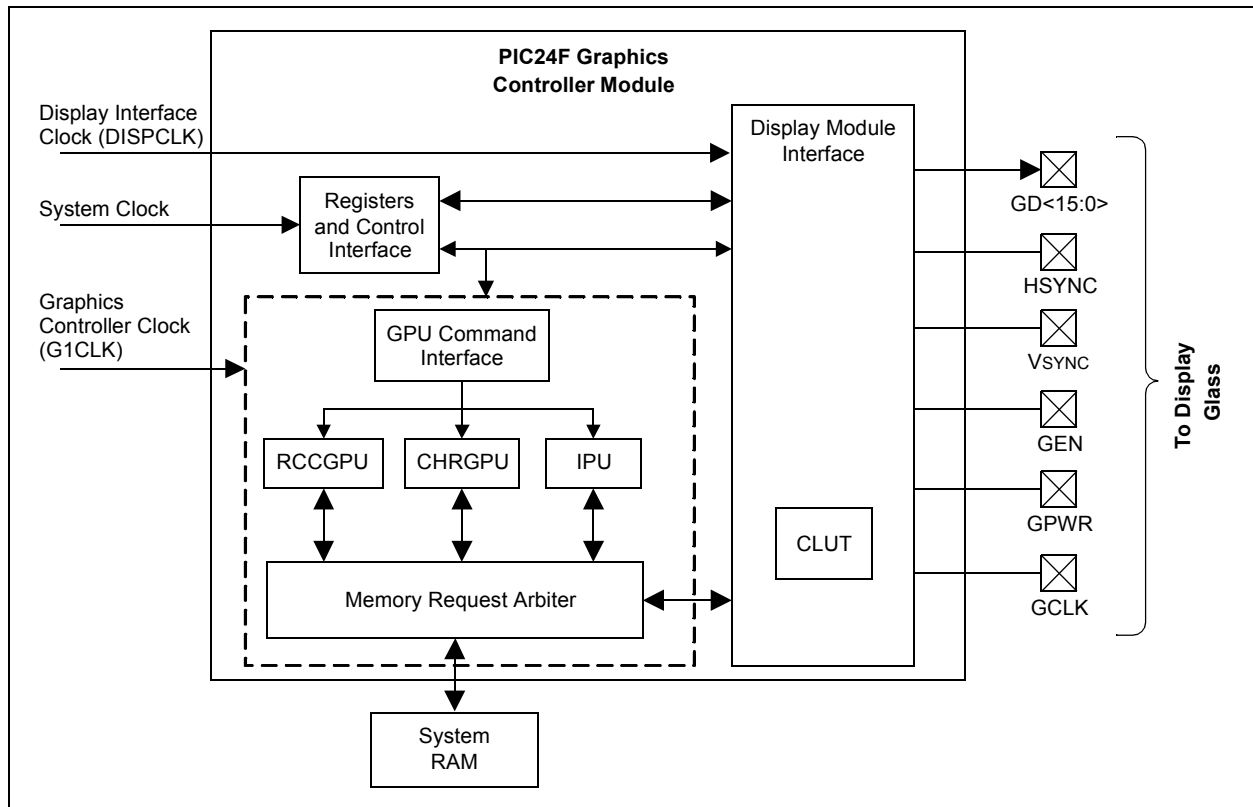 PIC24F Graphics
Controller Module
Display Interface
Clock (DISPCLK)
System Clock
Graphics
Controller Clock
(G1CLK)
Registers
and Control
Interface
GPU Command
Interface
RCCGPU
CHRGPU
IPU
Memory Request Arbiter
System
RAM
Display Module
Interface
CLUT
GD<15:0>
HSYNC
VSYNC
GEN
GPWR
GCLK
To Display
Glass